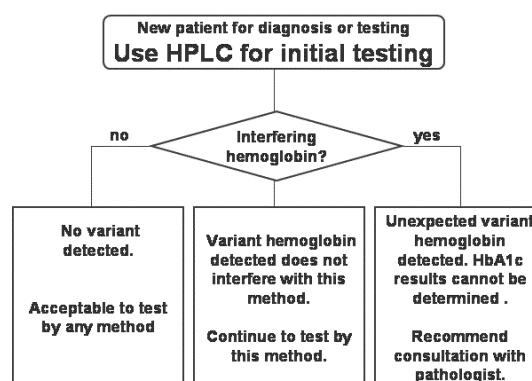 New patient for diagnosis or testing
Use HPLC for initial testing
no
Interfering
hemoglobin?
yes
No variant
detected.
Acceptable to test
by any method
Variant hemoglobin
detected does not
interfere with this
method.
Continue to test by
this method.
Unexpected variant
hemoglobin
detected. HbA1c
results cannot be
determined .
Recommend
consultation with
pathologist.